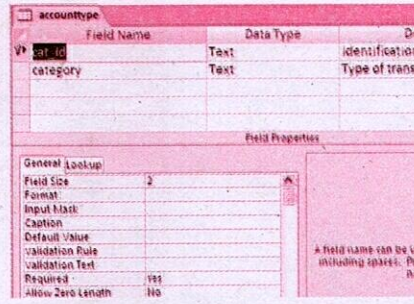 accounttype
Field Name Data Type D
cat_id Text identification
category Text Type of trans
Field Properties
General Lookup
Field Size 2
Format
Input Mask
Caption
Default Value
Validation Rule
Validation Text
Required Yes
Allow Zero Length No
A field name can be
including spaces.